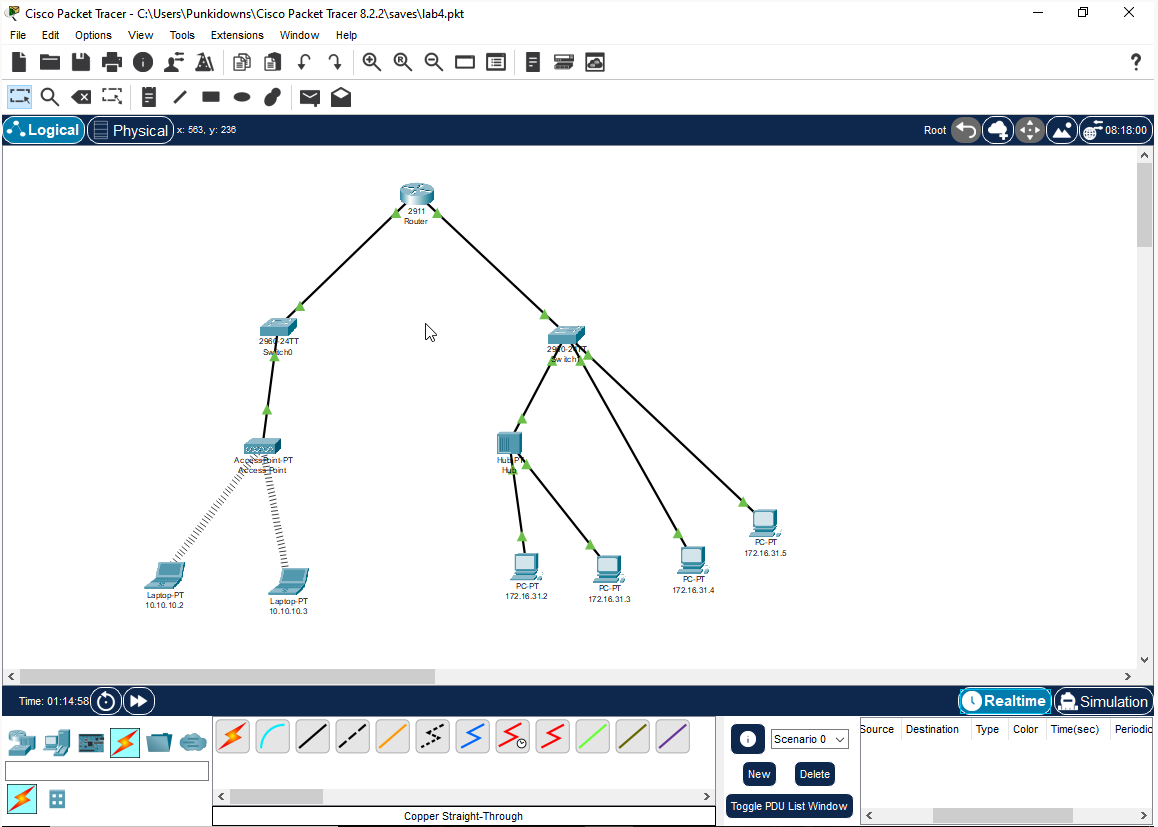 Cisco Packet Tracer - C:\Users\Punkidowns\Cisco Packet Tracer 8.2.2\saves\lab4.pkt
File Edit Options View Tools Extensions Window Help
Logical Physical x: 563, y: 236 Root 08:18:00
2911
Router
2960-24TT
Switch0
2960-24TT
Switch
AccessPoint-PT
Access Point
Hub-PT
Hub
Laptop-PT
10.10.10.2
Laptop-PT
10.10.10.3
PC-PT
172.16.31.2
PC-PT
172.16.31.3
PC-PT
172.16.31.4
PC-PT
172.16.31.5
Time: 01:14:58 Realtime Simulation
Scenario 0
New Delete
Toggle PDU List Window
Source Destination Type Color Time(sec) Periodic
Copper Straight-Through